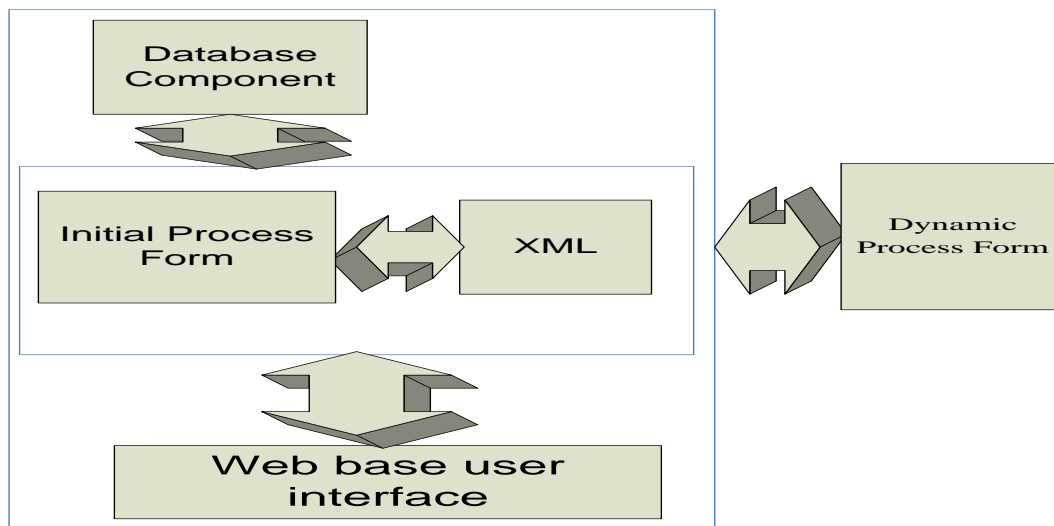 Database
Component
Initial Process
Form
XML
Dynamic
Process Form
Web base user
interface